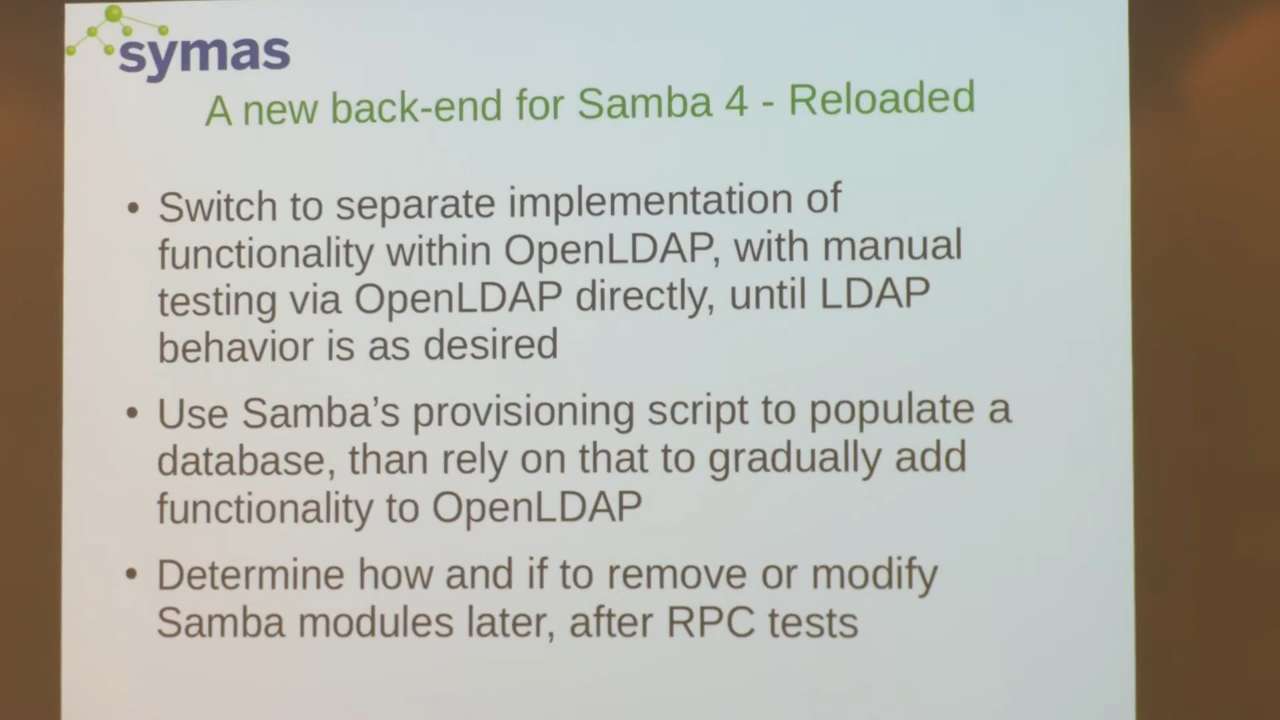 symas
A new back-end for Samba 4 - Reloaded
• Switch to separate implementation of
functionality within OpenLDAP, with manual
testing via OpenLDAP directly, until LDAP
behavior is as desired
• Use Samba’s provisioning script to populate a
database, than rely on that to gradually add
functionality to OpenLDAP
• Determine how and if to remove or modify
Samba modules later, after RPC tests